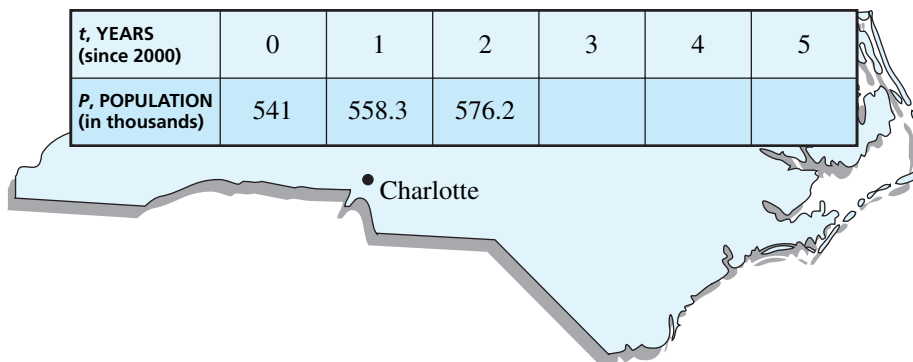 t, YEARS 0 1 2 3 4 5
(since 2000)
P, POPULATION 541 558.3 576.2
(in thousands)
Charlotte